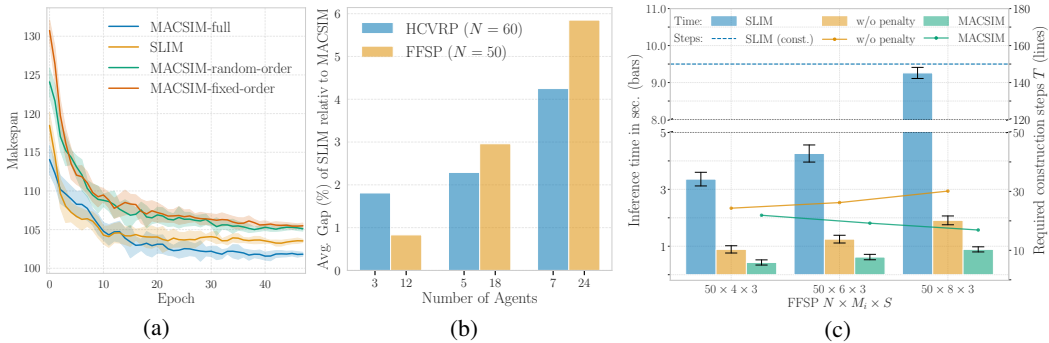 MACSIM-full
SLIM
MACSIM-random-order
MACSIM-fixed-order
Makespan
130
125
120
115
110
105
100
0
10
20
30
40
Epoch
(a)
HCVRP (N = 60)
FFSP (N = 50)
Avg. Gap (%) of SLIM relativ to MACSIM
6
5
4
3
2
1
0
3
12
5
18
7
24
Number of Agents
(b)
Time:
SLIM
w/o penalty
MACSIM
Steps:
SLIM (const.)
w/o penalty
MACSIM
Inference time in sec. (bars)
11.0
10.0
9.0
8.0
5
3
1
Required construction steps T (lines)
180
150
120
50
30
10
50 × 4 × 3
50 × 6 × 3
50 × 8 × 3
FFSP N × Mᵢ × S
(c)